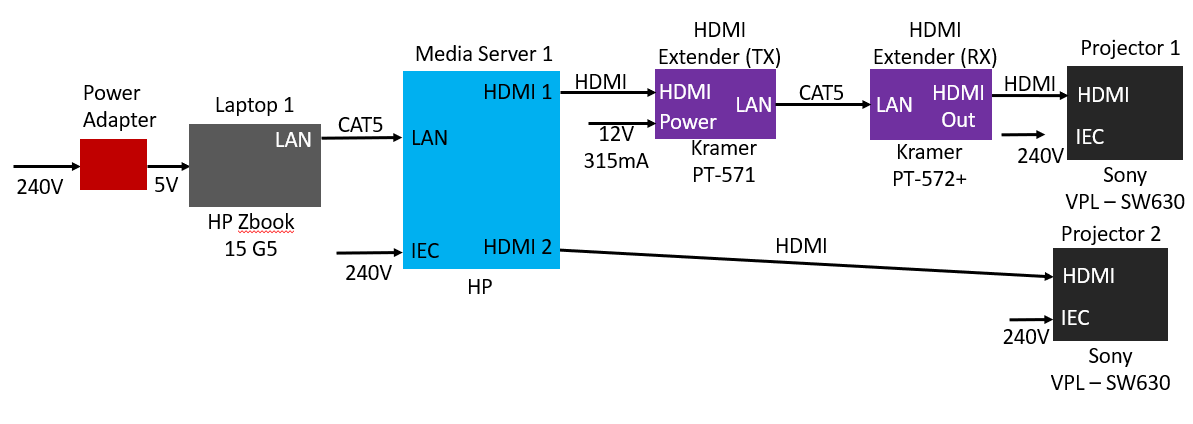 Power
Adapter
240V
5V
Laptop 1
LAN
HP Zbook
15 G5
CAT5
Media Server 1
HDMI 1
LAN
IEC
HDMI 2
240V
HP
HDMI
12V
315mA
HDMI
Extender (TX)
HDMI
LAN
Power
Kramer
PT-571
CAT5
HDMI
Extender (RX)
LAN
HDMI
Out
Kramer
PT-572+
HDMI
240V
Projector 1
HDMI
IEC
Sony
VPL – SW630
HDMI
240V
Projector 2
HDMI
IEC
Sony
VPL – SW630